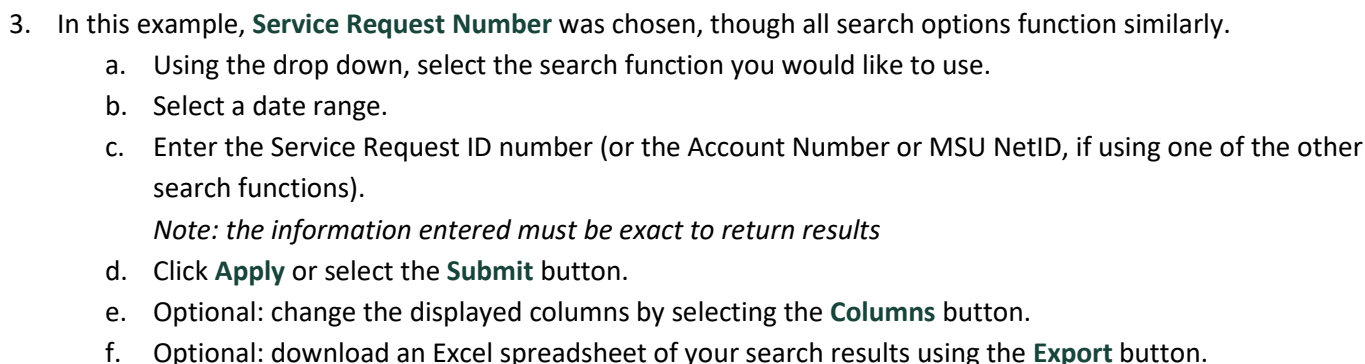 3. In this example, Service Request Number was chosen, though all search options function similarly.
a. Using the drop down, select the search function you would like to use.
b. Select a date range.
c. Enter the Service Request ID number (or the Account Number or MSU NetID, if using one of the other
search functions).
Note: the information entered must be exact to return results
d. Click Apply or select the Submit button.
e. Optional: change the displayed columns by selecting the Columns button.
f. Optional: download an Excel spreadsheet of your search results using the Export button.